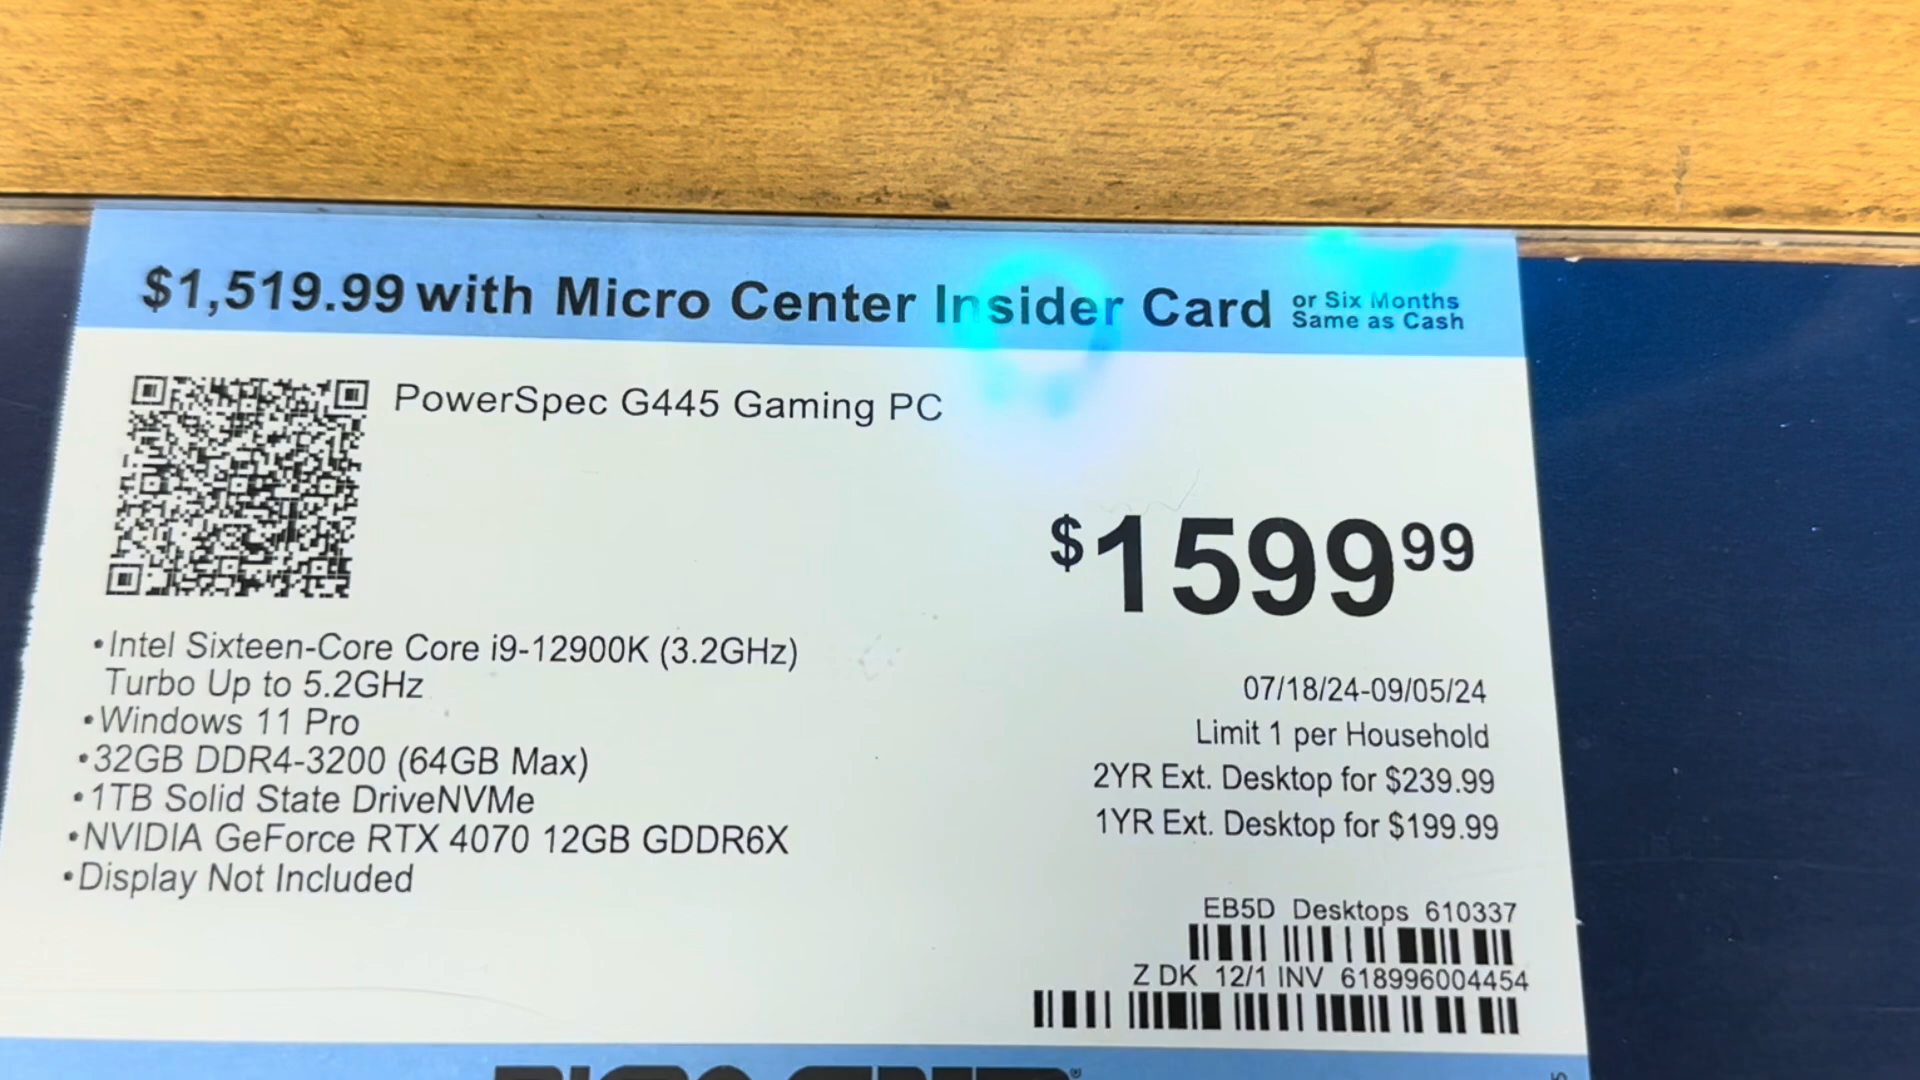 $1,519.99 with Micro Center Insider Card or Six Months
Same as Cash
PowerSpec G445 Gaming PC
$1599 99
•Intel Sixteen-Core Core i9-12900K (3.2GHz)
Turbo Up to 5.2GHz
•Windows 11 Pro
•32GB DDR4-3200 (64GB Max)
•1TB Solid State DriveNVMe
•NVIDIA GeForce RTX 4070 12GB GDDR6X
•Display Not Included
07/18/24-09/05/24
Limit 1 per Household
2YR Ext. Desktop for $239.99
1YR Ext. Desktop for $199.99
EB5D Desktops 610337
Z DK 12/1 INV 618996004454